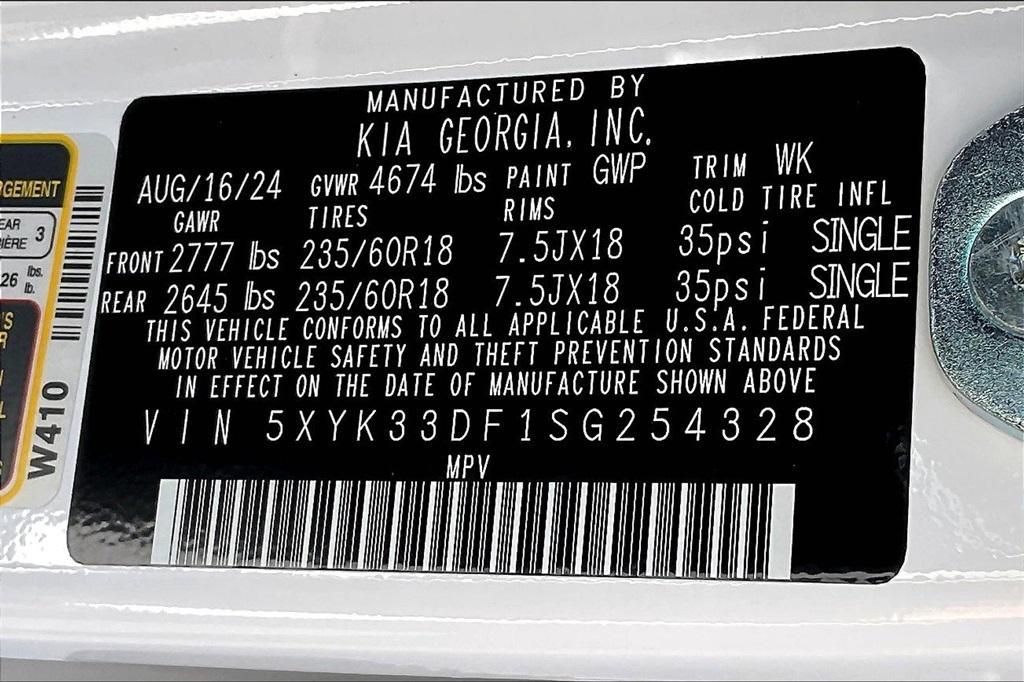 MANUFACTURED BY
KIA GEORGIA, INC.
AUG/16/24 GVWR 4674 lbs PAINT GWP TRIM WK
GAWR TIRES RIMS COLD TIRE INFL
FRONT 2777 lbs 235/60R18 7.5JX18 35psi SINGLE
REAR 2645 lbs 235/60R18 7.5JX18 35psi SINGLE
THIS VEHICLE CONFORMS TO ALL APPLICABLE U.S.A. FEDERAL
MOTOR VEHICLE SAFETY AND THEFT PREVENTION STANDARDS
IN EFFECT ON THE DATE OF MANUFACTURE SHOWN ABOVE
VIN 5XYK33DF1SG254328
MPV
3
26 lbs.
lb.
W410